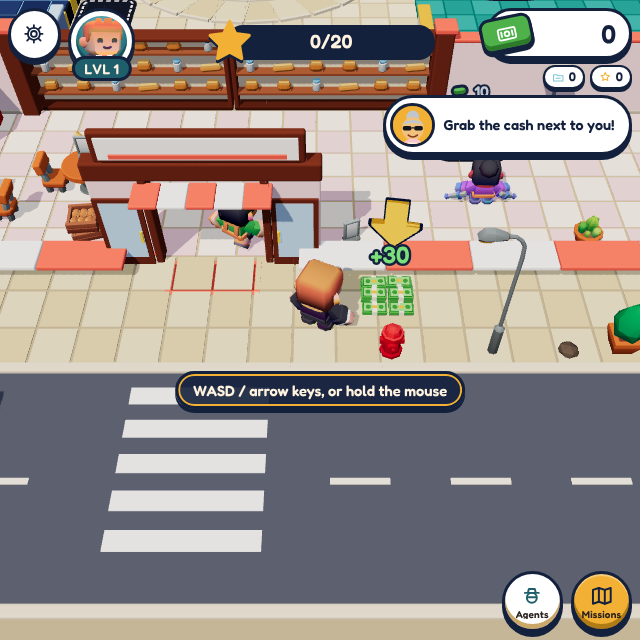 0/20
0
LVL 1
0
0
10
Grab the cash next to you!
+30
WASD / arrow keys, or hold the mouse
Agents
Missions